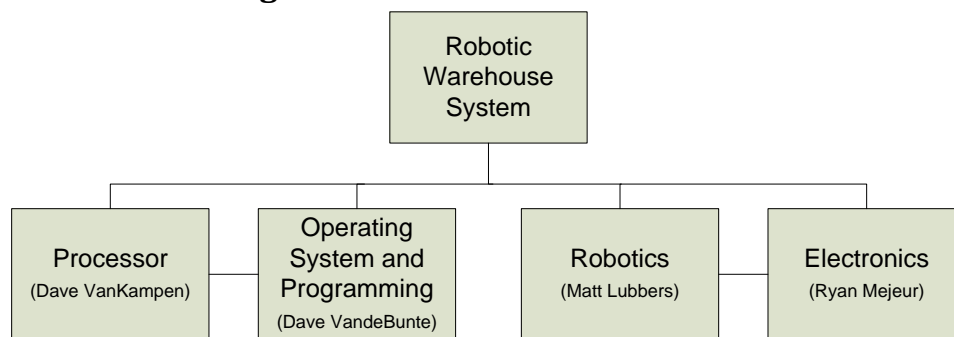 Robotic
Warehouse
System
Processor
(Dave VanKampen)
Operating
System and
Programming
(Dave VandeBunte)
Robotics
(Matt Lubbers)
Electronics
(Ryan Mejeur)